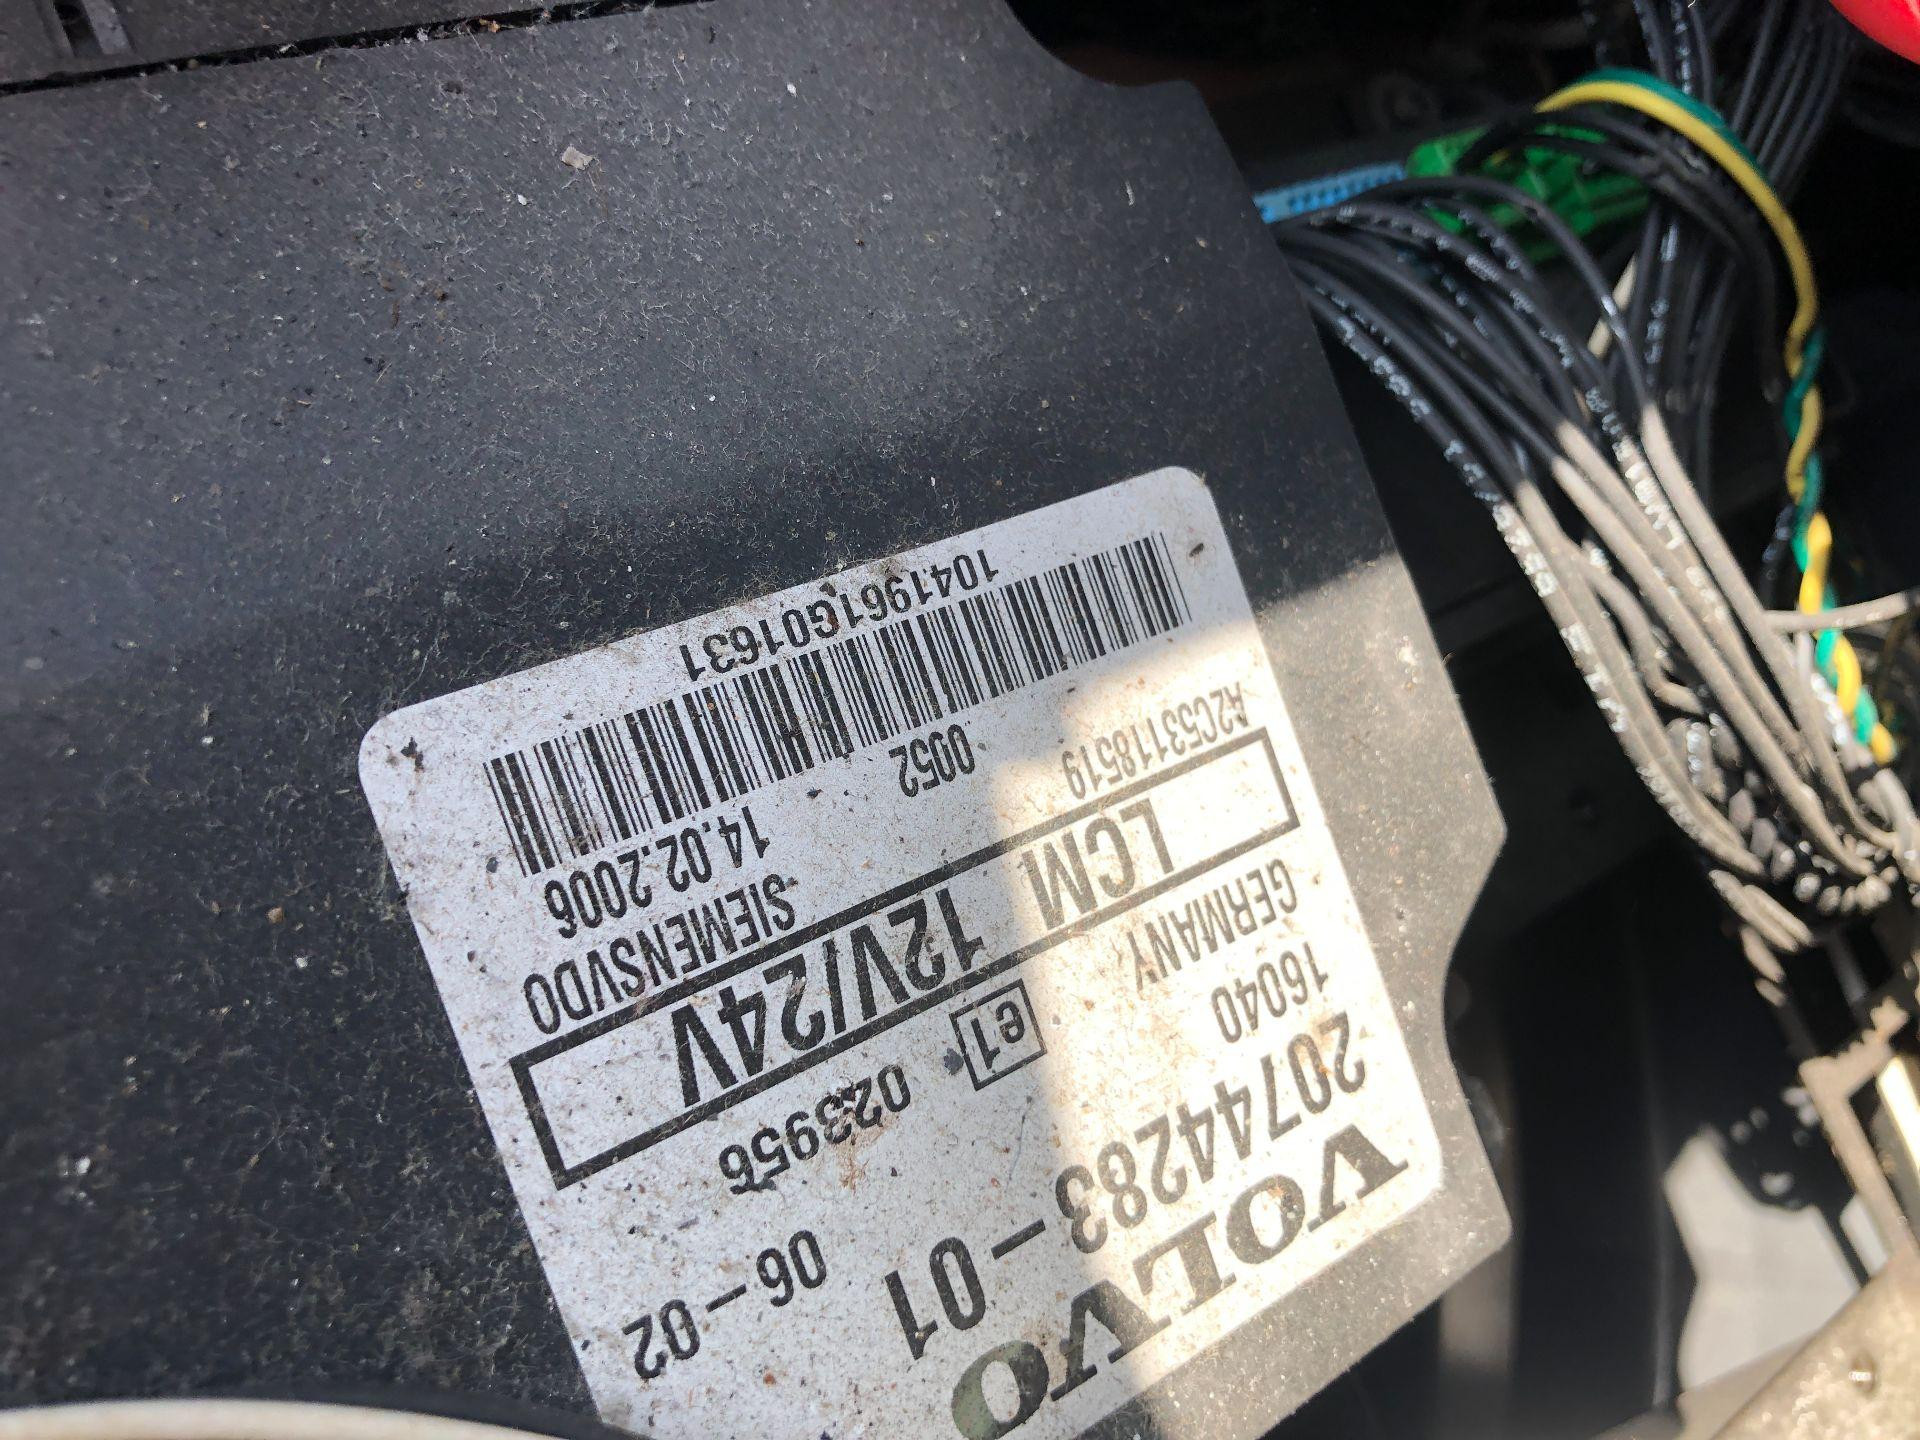 VOLVO
20744283-01 06-02
16040 e1 023956
GERMANY
LCM 12V/24V
A2C53118519 SIEMENSVDO
0052 14.02.2006
1041961G01631